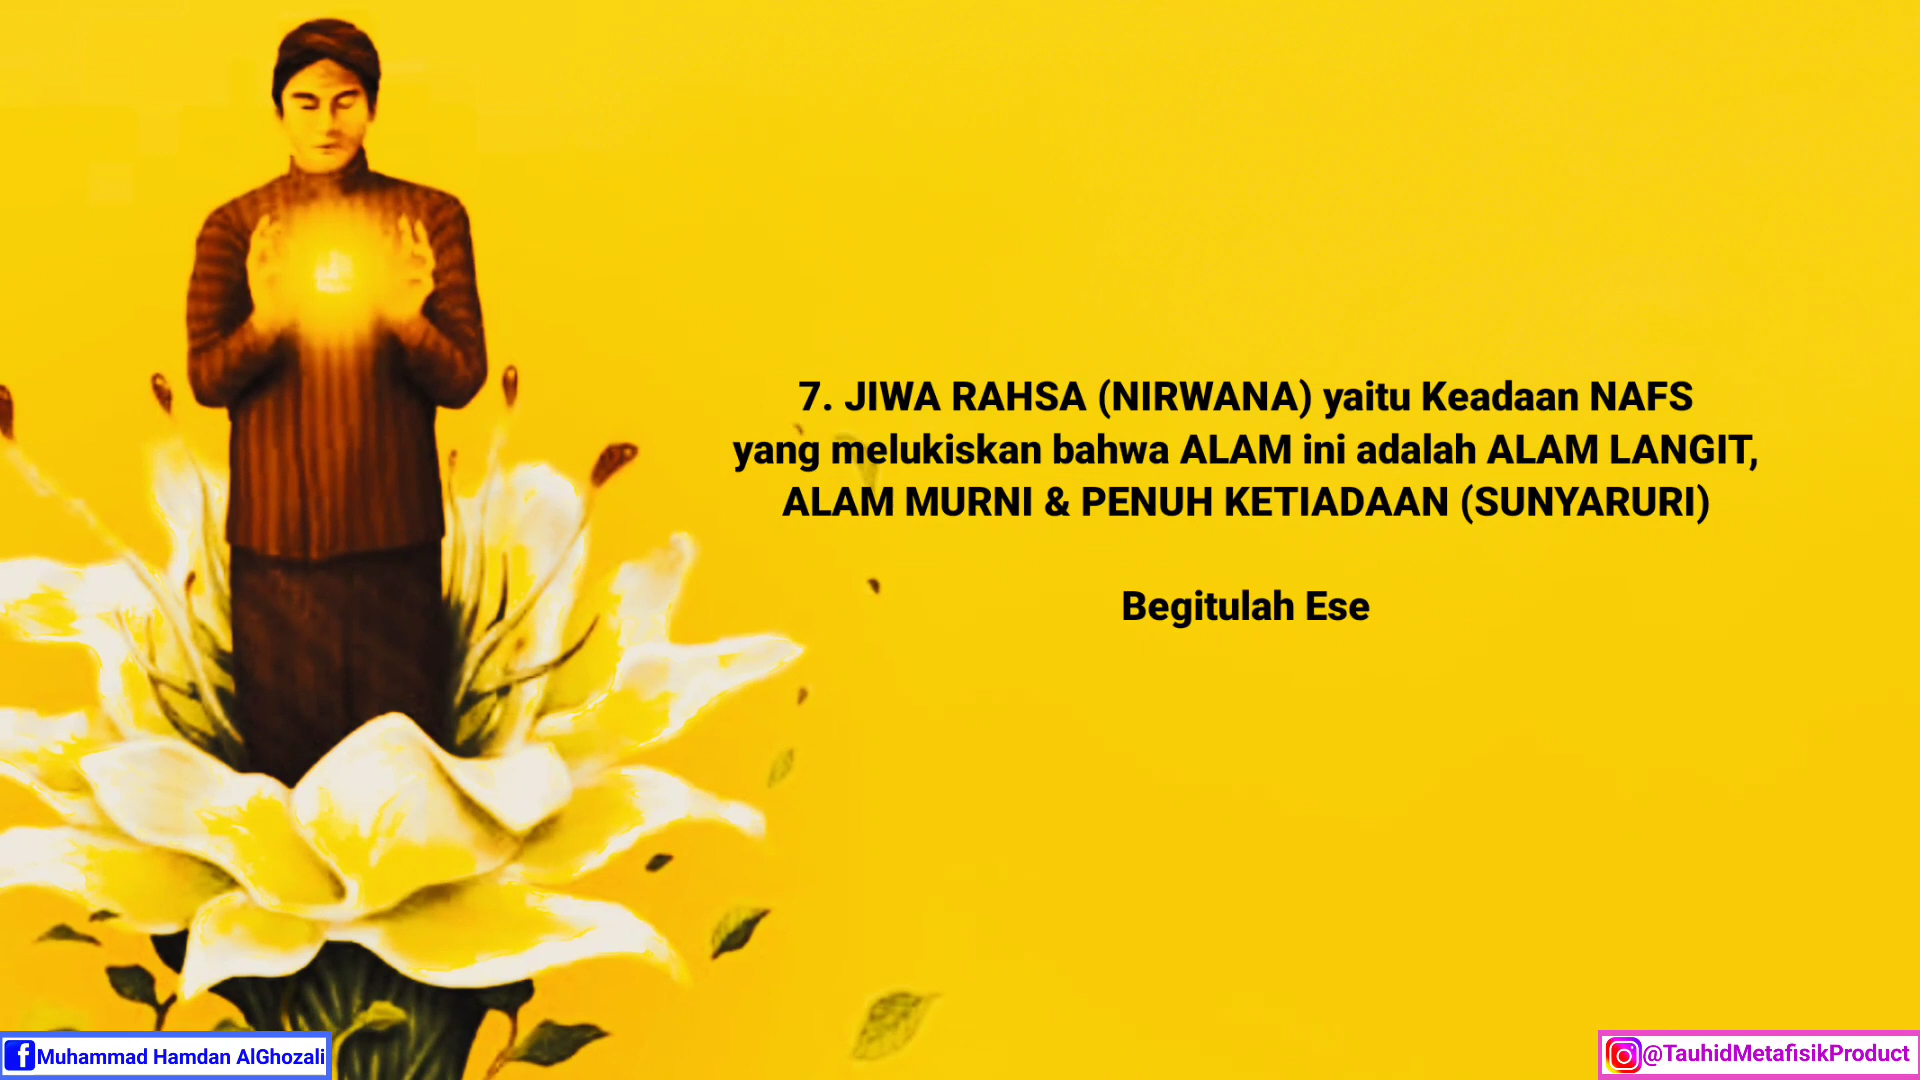 7. JIWA RAHSA (NIRWANA) yaitu Keadaan NAFS
yang melukiskan bahwa ALAM ini adalah ALAM LANGIT,
ALAM MURNI & PENUH KETIADAAN (SUNYARURI)
Begitulah Ese
Muhammad Hamdan AlGhozali
@TauhidMetafisikProduct